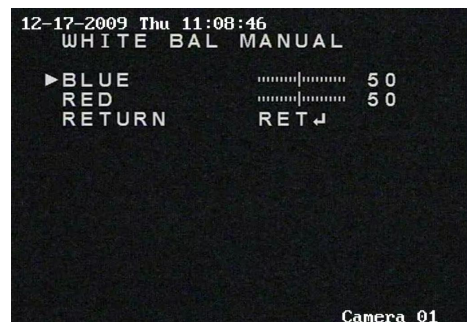 12-17-2009 Thu 11:08:46
WHITE BAL MANUAL
►BLUE 50
RED 50
RETURN RET↲
Camera 01